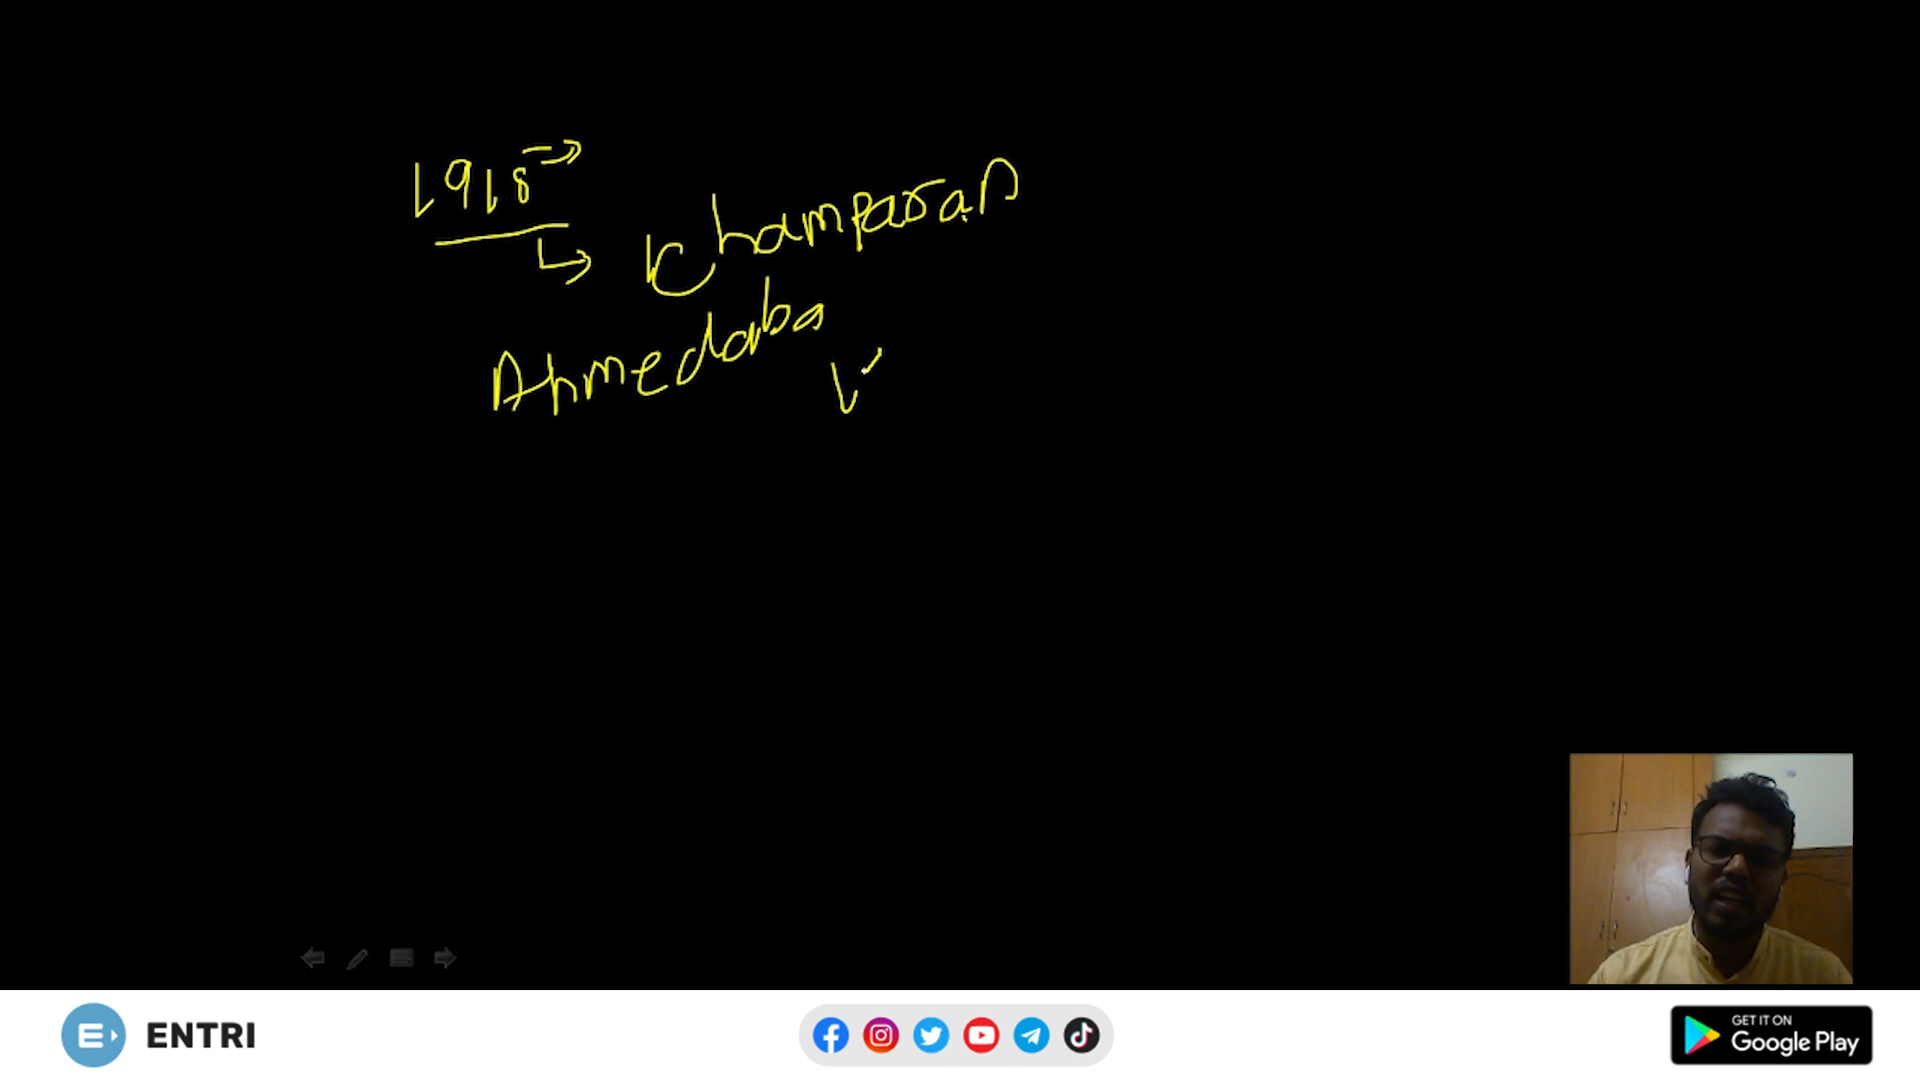 1918
Champaran
Ahmedaba
ENTRI
GET IT ON
Google Play